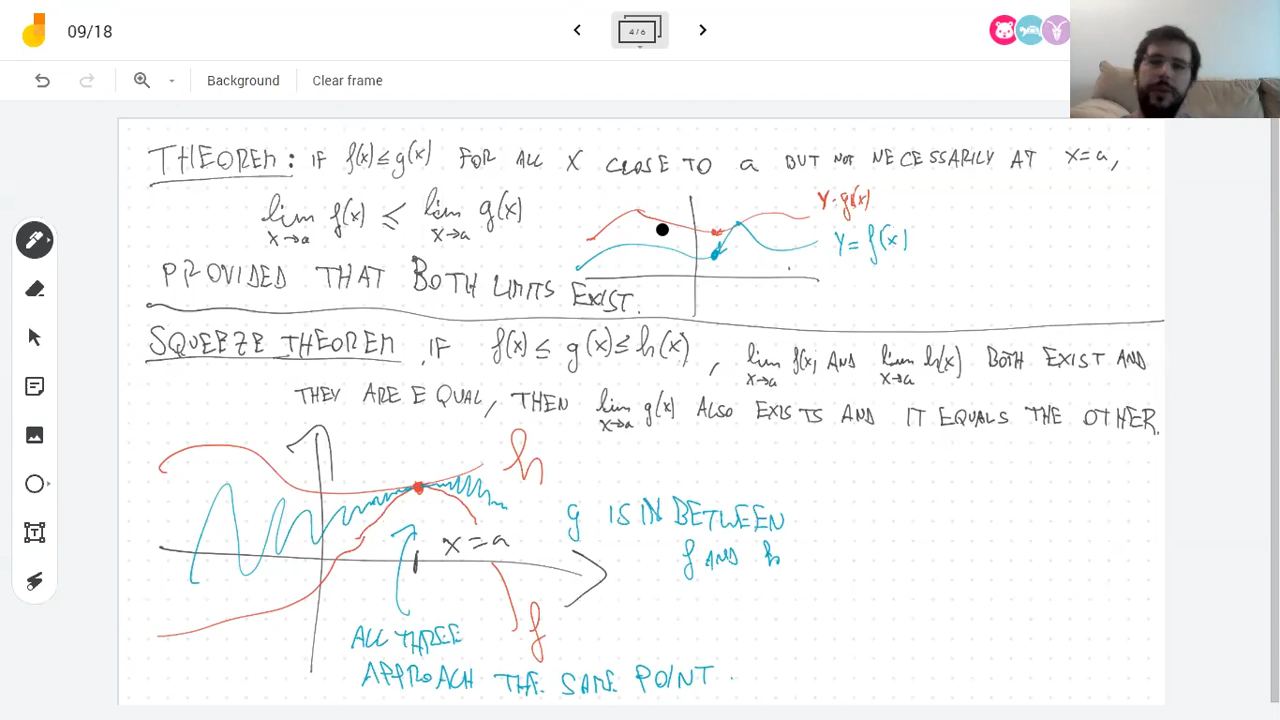 09/18
4 / 6
Background
Clear frame
THEOREM: IF f(x) ≤ g(x) FOR ALL X CLOSE TO a BUT NOT NECESSARILY AT X=a,
lim x→a f(x) ≤ lim x→a g(x)
Y=g(x)
Y=f(x)
PROVIDED THAT BOTH LIMITS EXIST.
SQUEEZE THEOREM, IF f(x) ≤ g(x) ≤ h(x), lim x→a f(x) AND lim x→a h(x) BOTH EXIST AND
THEY ARE EQUAL, THEN lim x→a g(x) ALSO EXISTS AND IT EQUALS THE OTHER.
h
g IS IN BETWEEN
f AND h
x=a
f
ALL THREE
APPROACH THE SAME POINT.